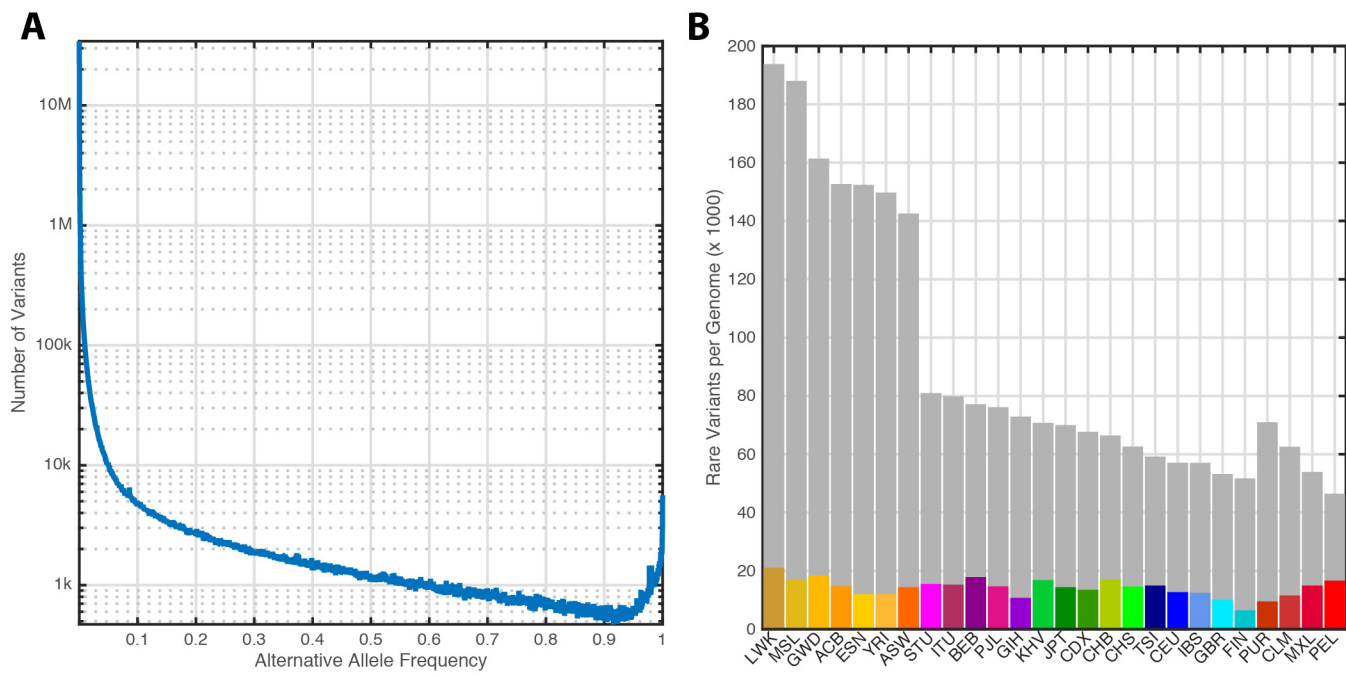 A
Number of Variants
10M
1M
100k
10k
1k
0.1 0.2 0.3 0.4 0.5 0.6 0.7 0.8 0.9 1
Alternative Allele Frequency
B
Rare Variants per Genome (x 1000)
200
180
160
140
120
100
80
60
40
20
0
LWK MSL GWD ACB ESN YRI ASW STU ITU BEB PJL GIH KHV JPT CDX CHB CHS TSI CEU IBS GBR FIN PUR CLM MXL PEL